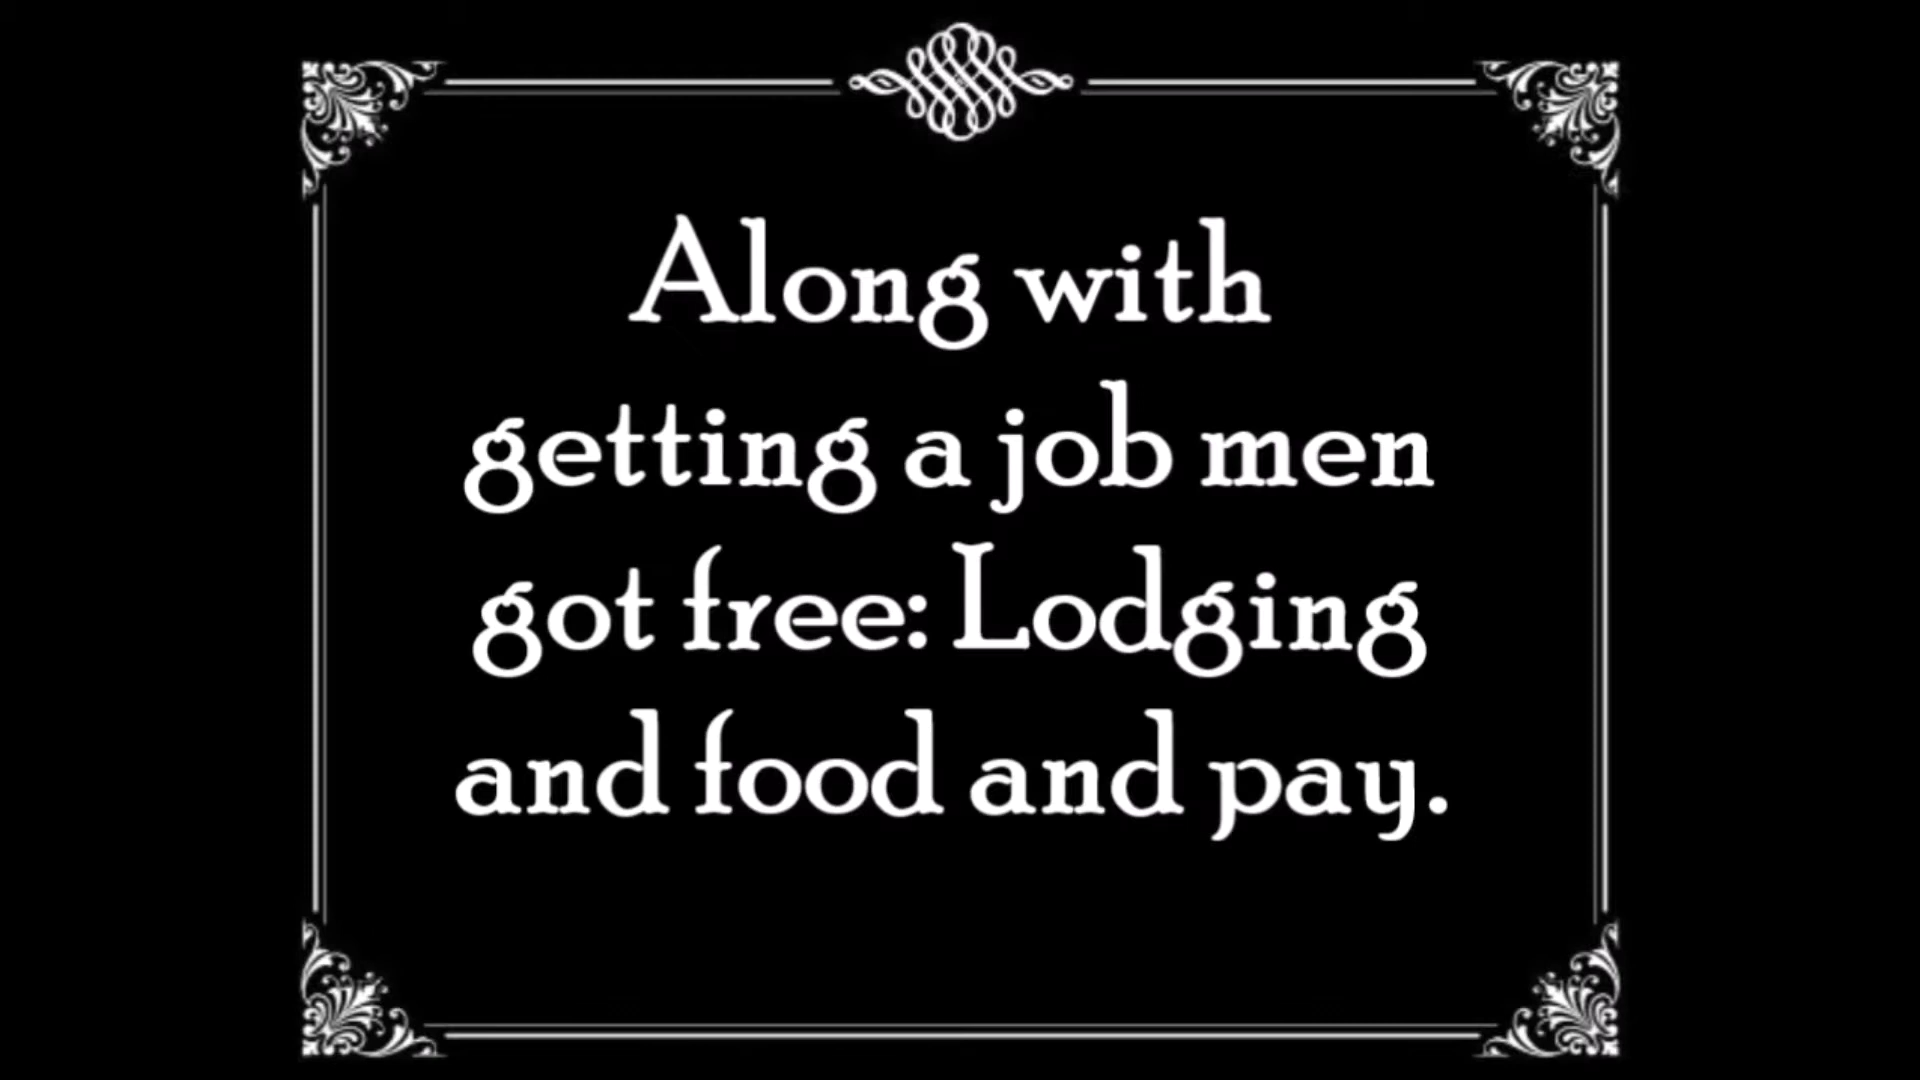 Along with
getting a job men
got free: Lodging
and food and pay.